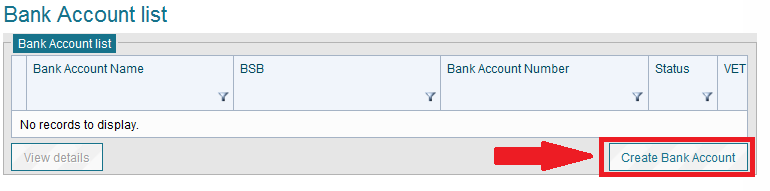 Bank Account list
Bank Account list
Bank Account Name BSB Bank Account Number Status VET
No records to display.
View details Create Bank Account